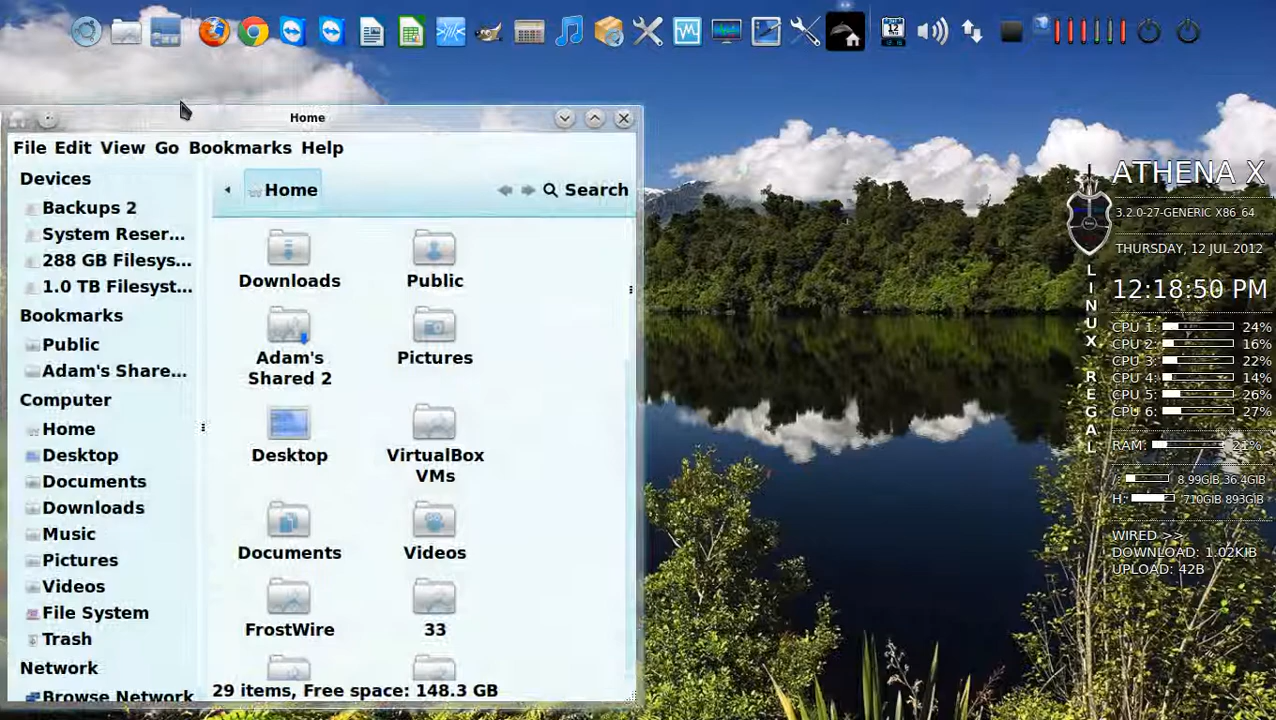 Home
File Edit View Go Bookmarks Help
Devices
Backups 2
System Reser...
288 GB Filesys...
1.0 TB Filesyst...
Bookmarks
Public
Adam's Share...
Computer
Home
Desktop
Documents
Downloads
Music
Pictures
Videos
File System
Trash
Network
Browse Network
Home
Search
Downloads
Public
Adam's
Shared 2
Pictures
Desktop
VirtualBox
VMs
Documents
Videos
FrostWire
33
29 items, Free space: 148.3 GB
ATHENA X
3.2.0-27-GENERIC X86_64
THURSDAY, 12 JUL 2012
12:18:50 PM
LINUX REGAL
CPU 1: 24%
CPU 2: 16%
CPU 3: 22%
CPU 4: 14%
CPU 5: 26%
CPU 6: 27%
RAM: 21%
/: 8.99GIB 36.4GIB
H: 710GIB 893GIB
WIRED >>
DOWNLOAD: 1.02KIB
UPLOAD: 42B